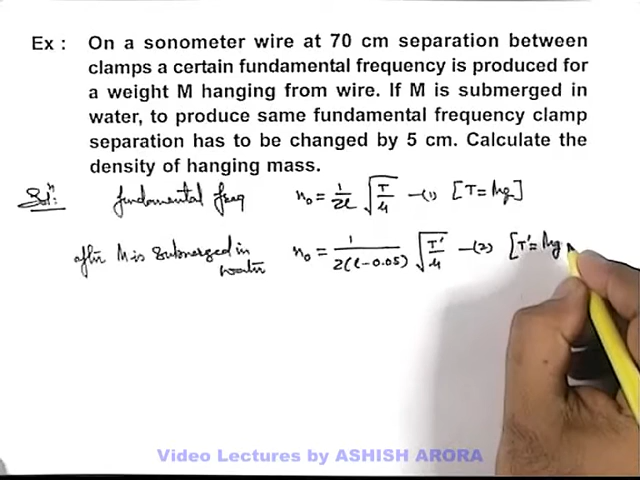 Ex : On a sonometer wire at 70 cm separation between
clamps a certain fundamental frequency is produced for
a weight M hanging from wire. If M is submerged in
water, to produce same fundamental frequency clamp
separation has to be changed by 5 cm. Calculate the
density of hanging mass.
Solⁿ: fundamental freq n₀ = 1/2l √(T/μ) —(1) [T = Mg]
after M is submerged in water n₀ = 1/2(l-0.05) √(T'/μ) —(2) [T' = Mg
Video Lectures by ASHISH ARORA